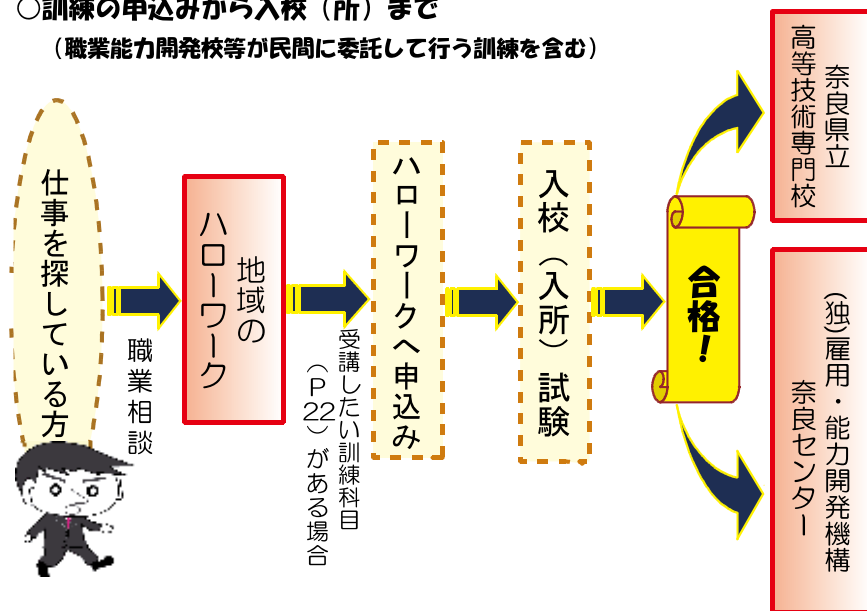 ○訓練の申込みから入校（所）まで
（職業能力開発校等が民間に委託して行う訓練を含む）
仕事を探している方
職業相談
地域の
ハローワーク
受講したい訓練科目
（P22）がある場合
ハローワークへ申込み
入校（入所）試験
合格！
奈良県立
高等技術専門校
(独)雇用・能力開発機構
奈良センター